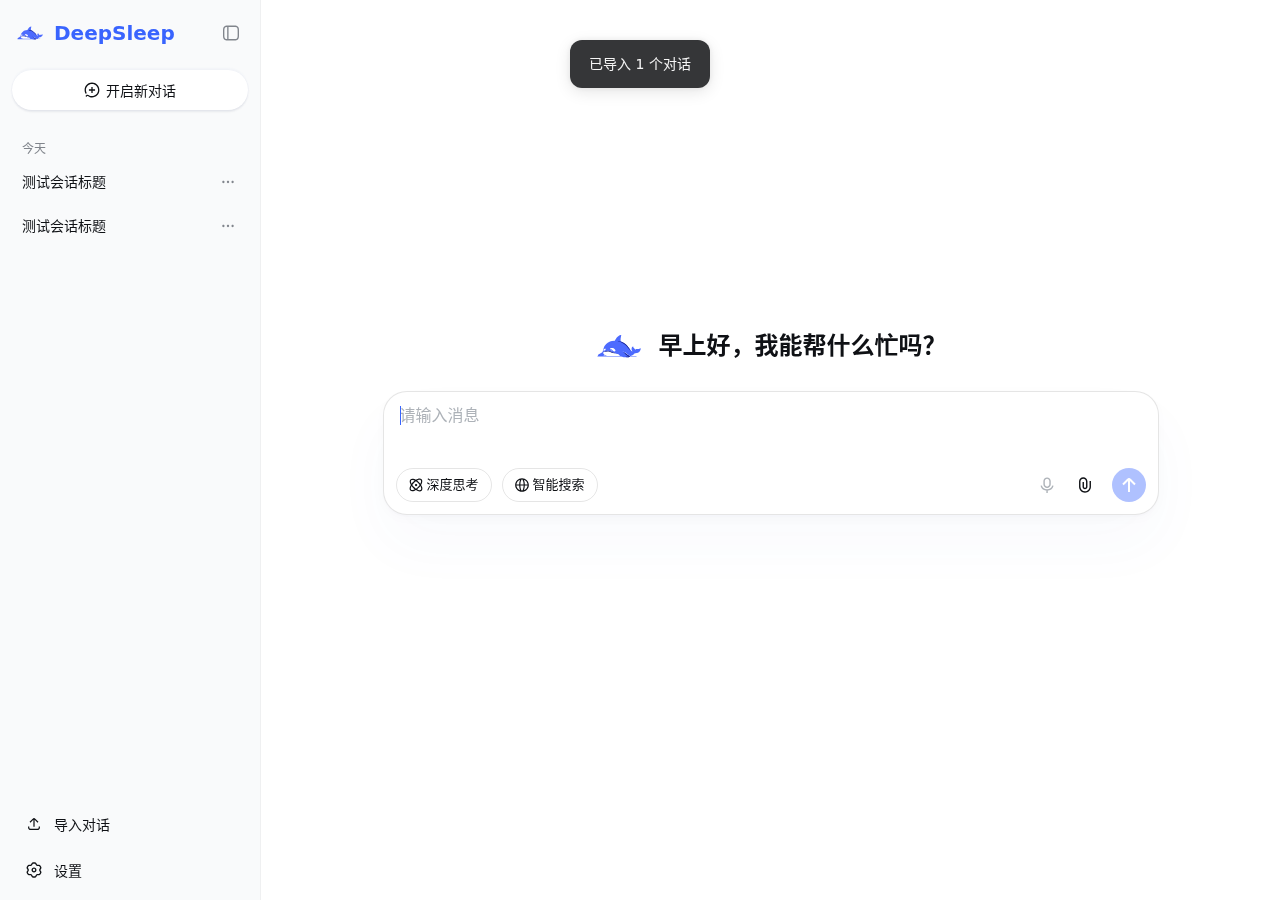 DeepSleep
开启新对话
今天
测试会话标题
测试会话标题
导入对话
设置
已导入 1 个对话
早上好，我能帮什么忙吗？
请输入消息
深度思考
智能搜索